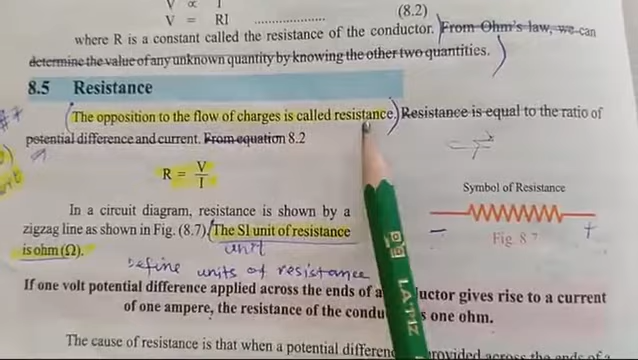 V ∝ I
V = RI .................... (8.2)
where R is a constant called the resistance of the conductor. From Ohm's law, we can
determine the value of any unknown quantity by knowing the other two quantities.
8.5 Resistance
The opposition to the flow of charges is called resistance. Resistance is equal to the ratio of
potential difference and current. From equation 8.2
R = V/I
In a circuit diagram, resistance is shown by a
zigzag line as shown in Fig. (8.7). The SI unit of resistance
is ohm (Ω).
unit
Define units of resistance
Symbol of Resistance
− +
Fig. 8.7
If one volt potential difference applied across the ends of a ductor gives rise to a current
of one ampere, the resistance of the condu s one ohm.
The cause of resistance is that when a potential differen provided across the ends of
LA PIZ